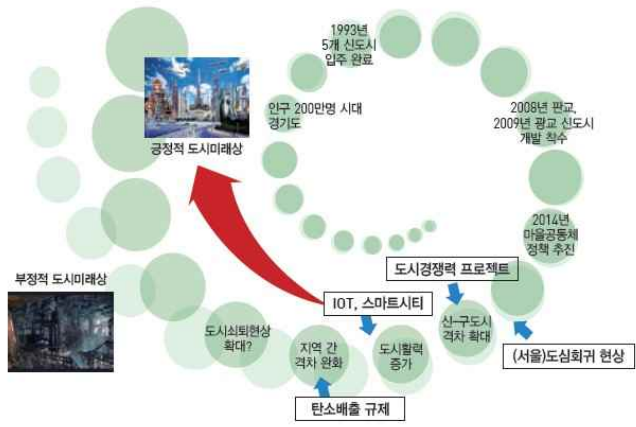 1993년
5개 신도시
입주 완료
인구 200만명 시대
경기도
2008년 판교,
2009년 광교 신도시
개발 착수
긍정적 도시미래상
2014년
마을공동체
정책 추진
부정적 도시미래상
도시경쟁력 프로젝트
IOT, 스마트시티
도시쇠퇴현상
확대?
지역 간
격차 완화
도시활력
증가
신-구도시
격차 확대
(서울)도심회귀 현상
탄소배출 규제